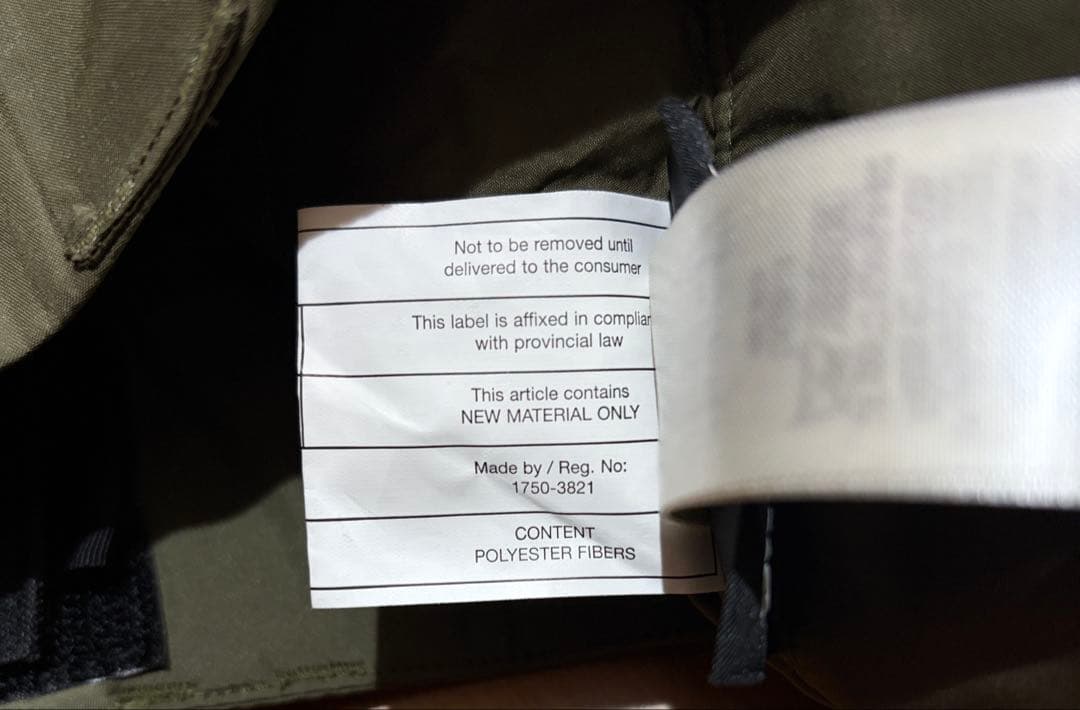 Not to be removed until
delivered to the consumer
This label is affixed in complian
with provincial law
This article contains
NEW MATERIAL ONLY
Made by / Reg. No:
1750-3821
CONTENT
POLYESTER FIBERS